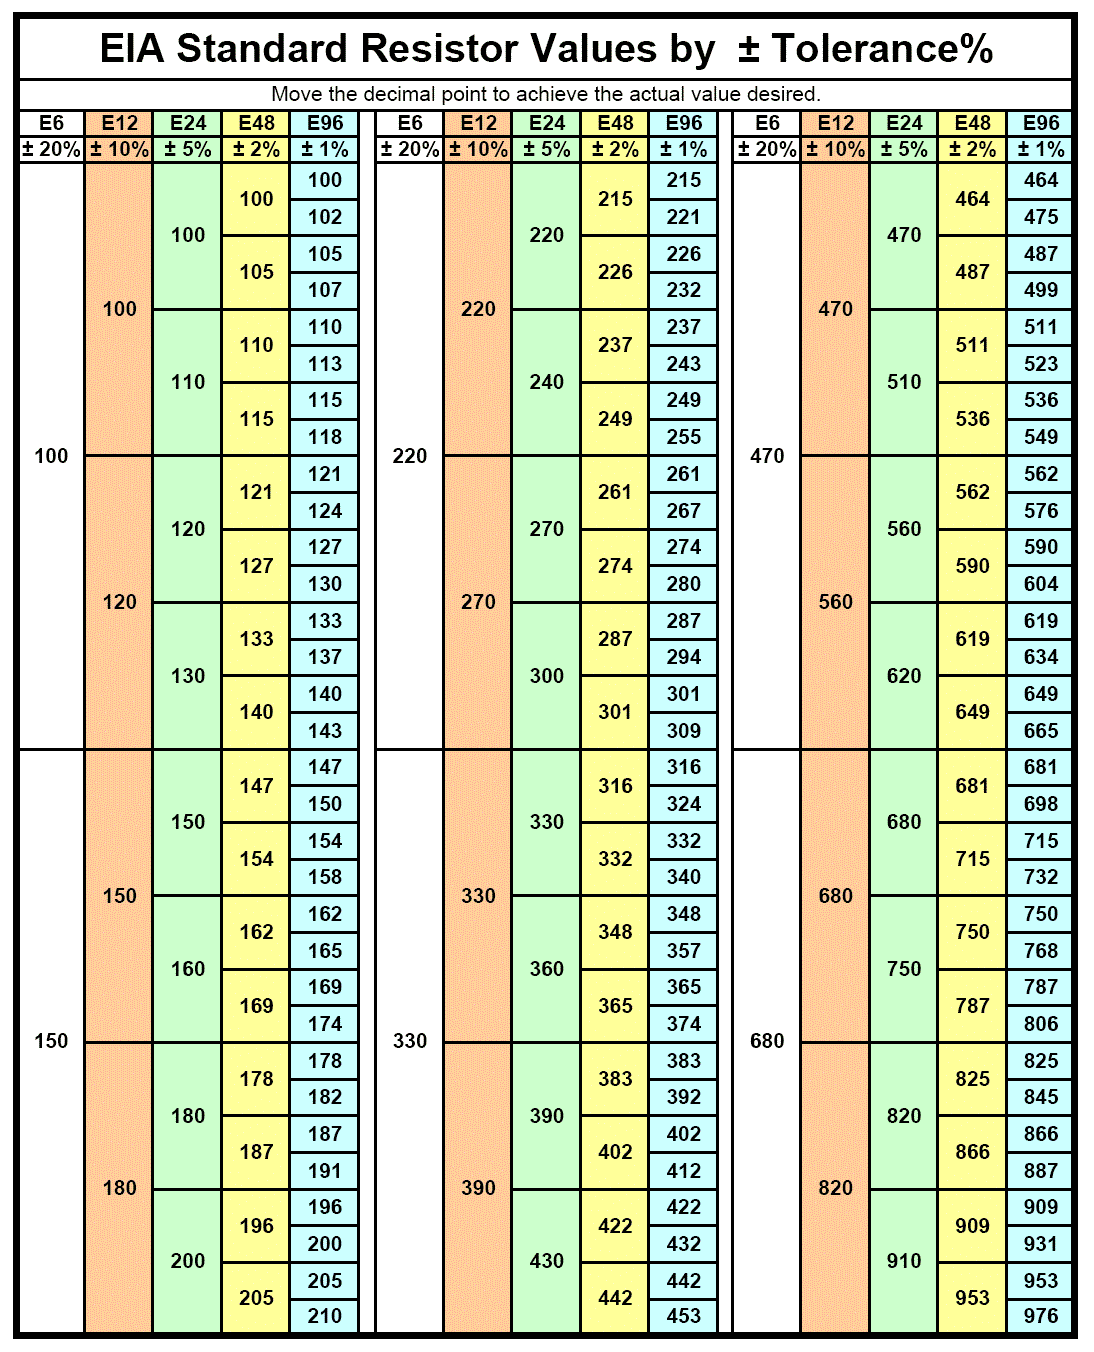 EIA Standard Resistor Values by ± Tolerance%
Move the decimal point to achieve the actual value desired.
E6 E12 E24 E48 E96 E6 E12 E24 E48 E96 E6 E12 E24 E48 E96
± 20% ± 10% ± 5% ± 2% ± 1% ± 20% ± 10% ± 5% ± 2% ± 1% ± 20% ± 10% ± 5% ± 2% ± 1%
100 215 464
100 215 464
102 221 475
100 220 470
105 226 487
105 226 487
107 232 499
100 220 470
110 237 511
110 237 511
113 243 523
110 240 510
115 249 536
115 249 536
118 255 549
100 220 470
121 261 562
121 261 562
124 267 576
120 270 560
127 274 590
127 274 590
130 280 604
120 270 560
133 287 619
133 287 619
137 294 634
130 300 620
140 301 649
140 301 649
143 309 665
147 316 681
147 316 681
150 324 698
150 330 680
154 332 715
154 332 715
158 340 732
150 330 680
162 348 750
162 348 750
165 357 768
160 360 750
169 365 787
169 365 787
174 374 806
150 330 680
178 383 825
178 383 825
182 392 845
180 390 820
187 402 866
187 402 866
191 412 887
180 390 820
196 422 909
196 422 909
200 432 931
200 430 910
205 442 953
205 442 953
210 453 976